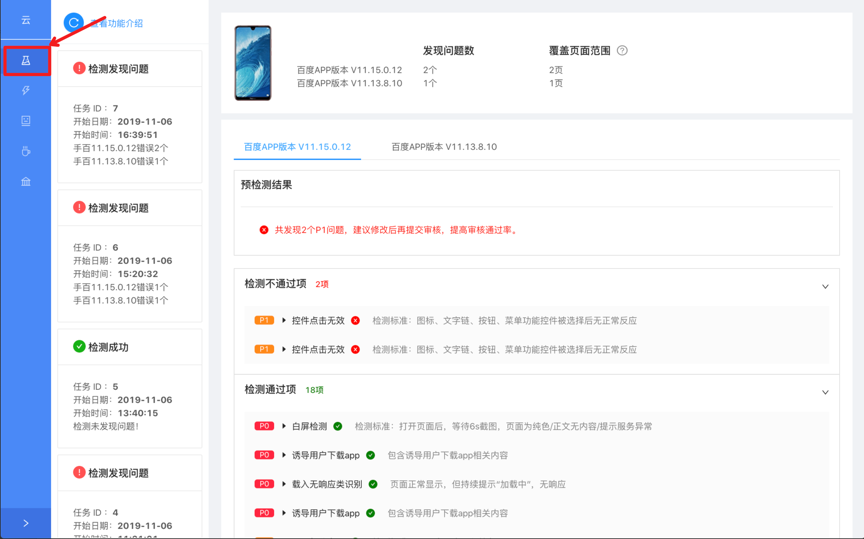 云
查看功能介绍
检测发现问题
任务 ID： 7
开始日期： 2019-11-06
开始时间： 16:39:51
手百11.15.0.12错误2个
手百11.13.8.10错误1个
检测发现问题
任务 ID： 6
开始日期： 2019-11-06
开始时间： 15:20:32
手百11.15.0.12错误1个
手百11.13.8.10错误1个
检测成功
任务 ID： 5
开始日期： 2019-11-06
开始时间： 13:40:15
检测未发现问题!
检测发现问题
任务 ID： 4
开始日期： 2019-11-06
发现问题数 覆盖页面范围
百度APP版本 V11.15.0.12 2个 2页
百度APP版本 V11.13.8.10 1个 1页
百度APP版本 V11.15.0.12 百度APP版本 V11.13.8.10
预检测结果
共发现2个P1问题，建议修改后再提交审核，提高审核通过率。
检测不通过项 2项
P1 控件点击无效 检测标准：图标、文字链、按钮、菜单功能控件被选择后无正常反应
P1 控件点击无效 检测标准：图标、文字链、按钮、菜单功能控件被选择后无正常反应
检测通过项 18项
P0 白屏检测 检测标准：打开页面后，等待6s截图，页面为纯色/正文无内容/提示服务异常
P0 诱导用户下载app 包含诱导用户下载app相关内容
P0 载入无响应类识别 页面正常显示，但持续提示“加载中”，无响应
P0 诱导用户下载app 包含诱导用户下载app相关内容